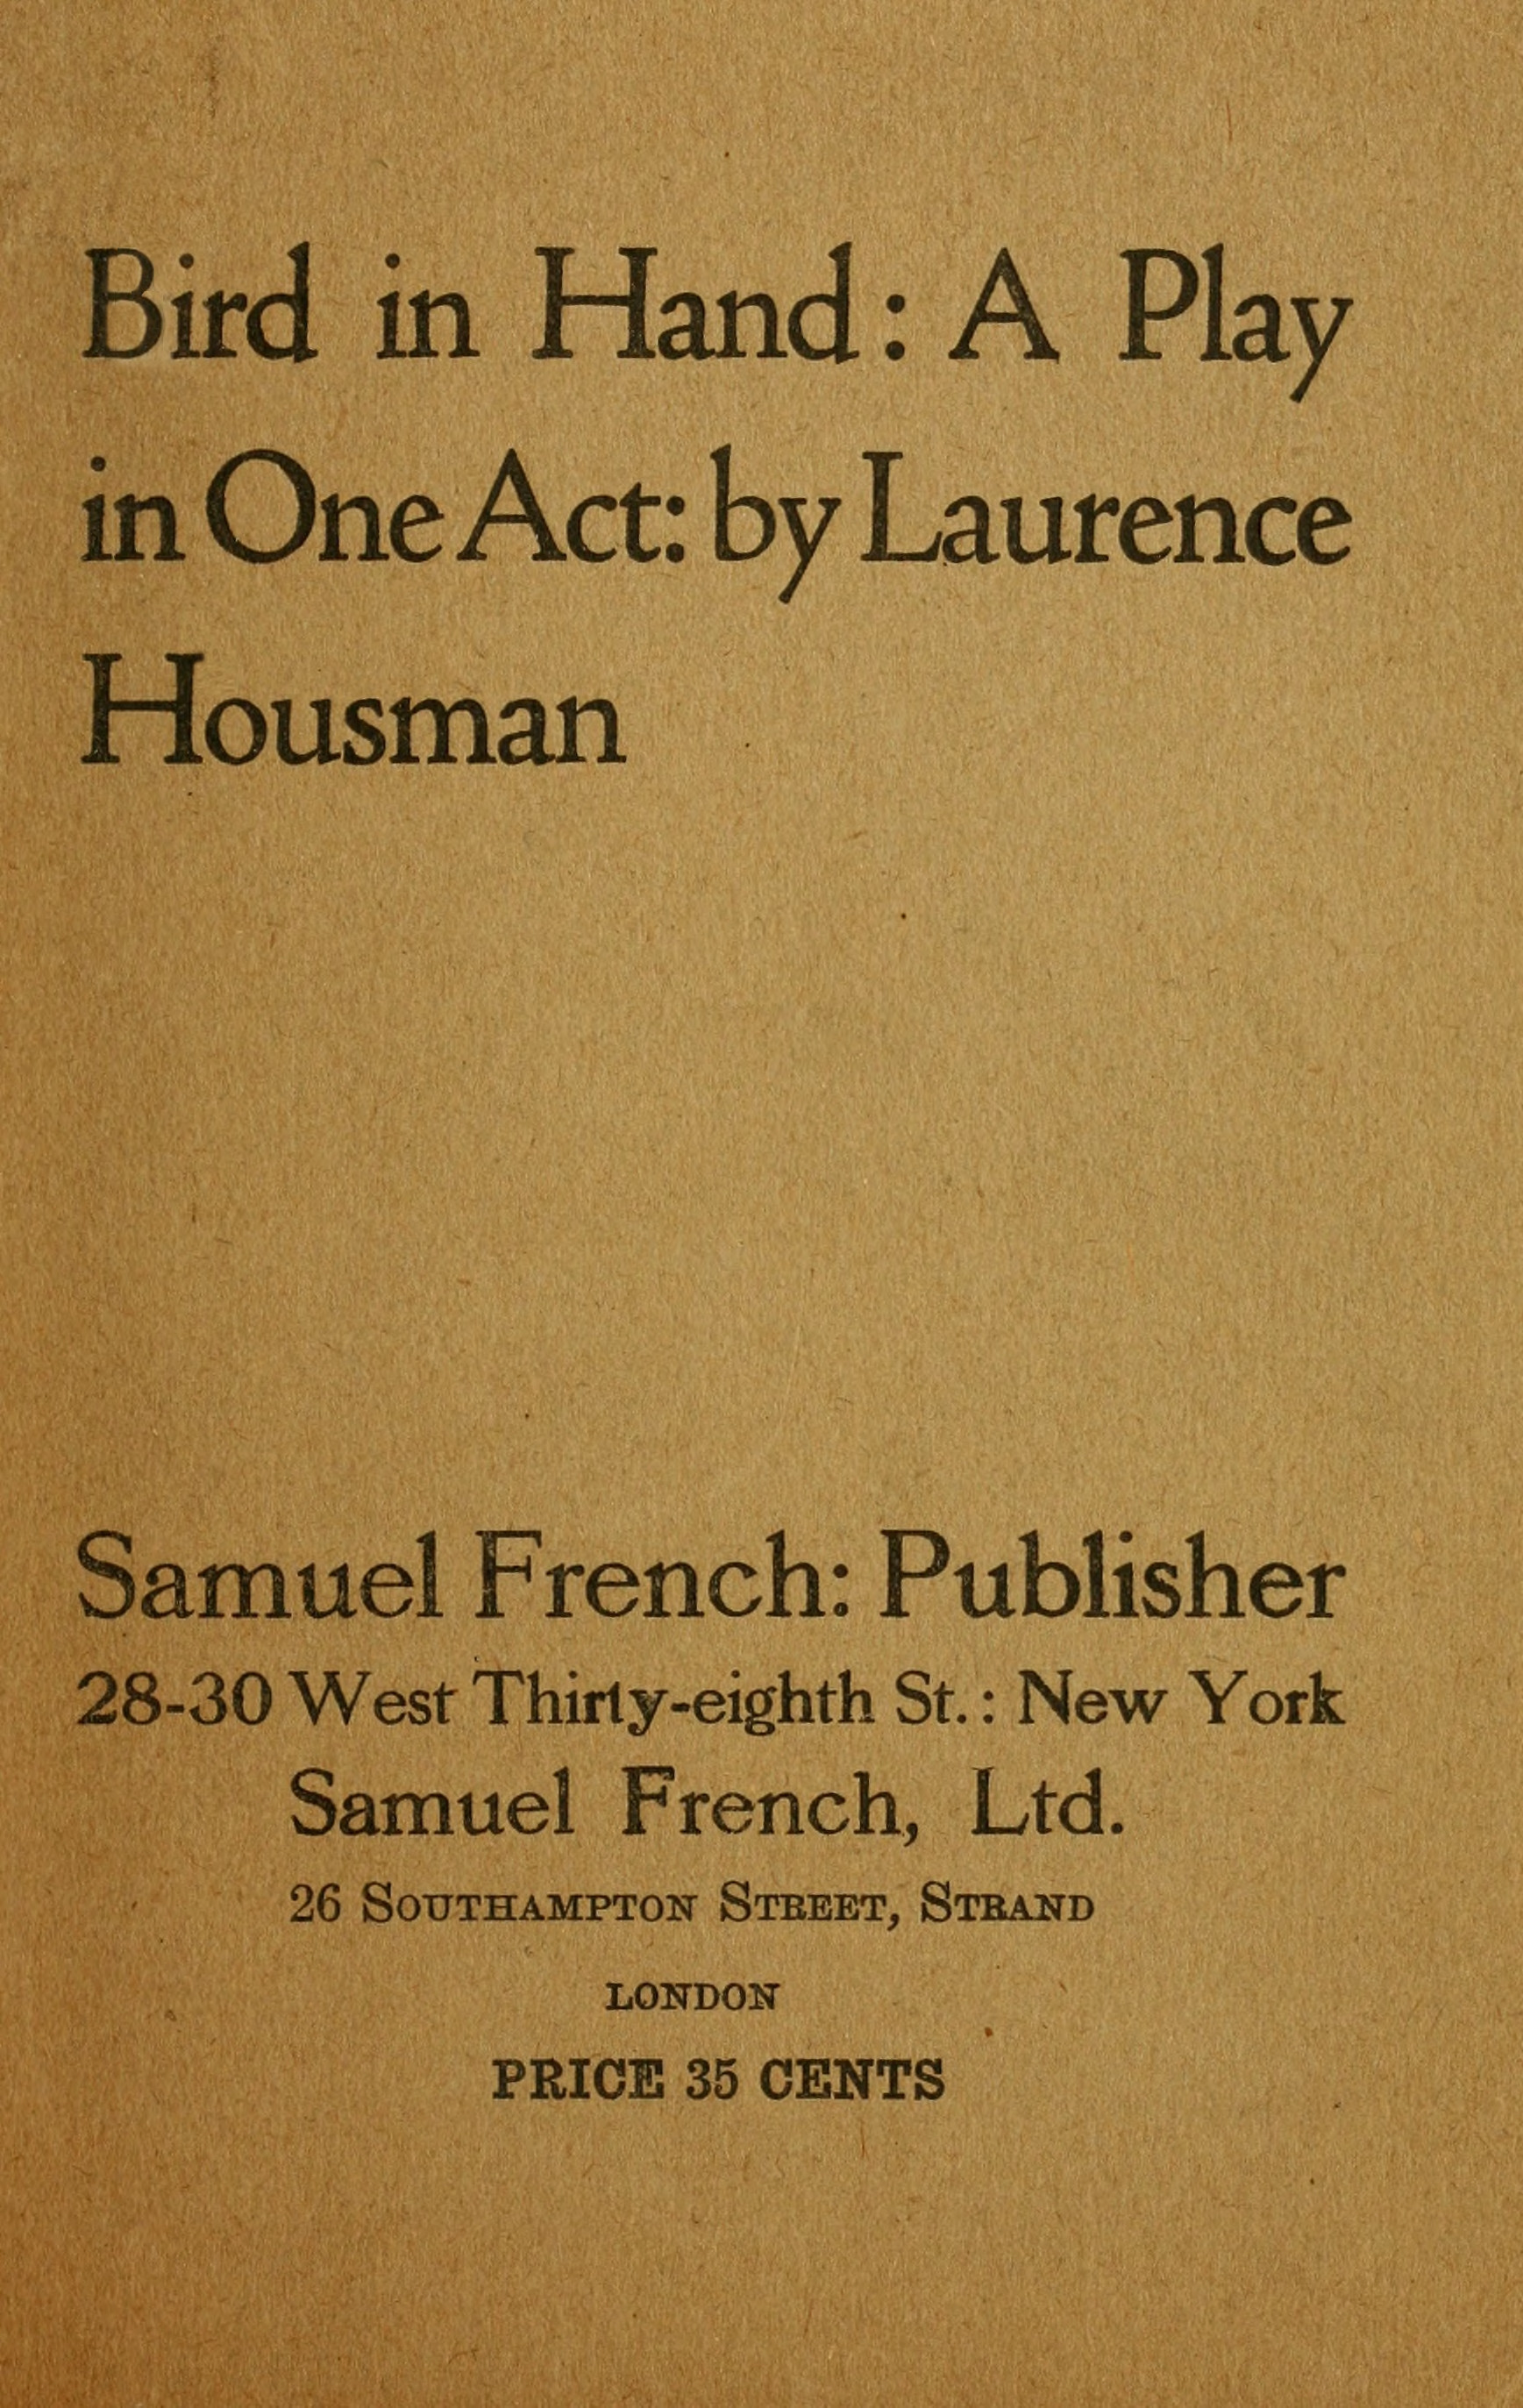 Bird in Hand: A Play
in One Act: by Laurence
Housman
Samuel French: Publisher
28-30 West Thirty-eighth St.: New York
Samuel French, Ltd.
26 Southampton Street, Strand
LONDON
PRICE 35 CENTS